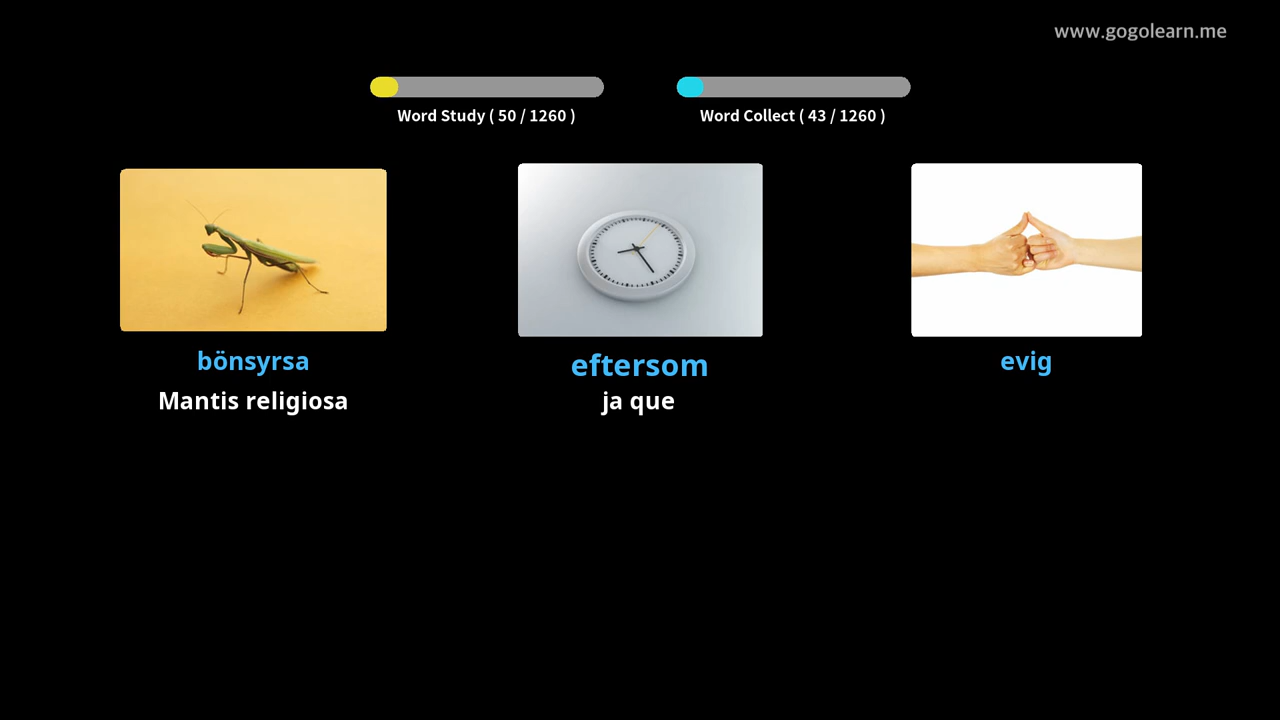 www.gogolearn.me
Word Study ( 50 / 1260 )
Word Collect ( 43 / 1260 )
bönsyrsa
Mantis religiosa
eftersom
ja que
evig